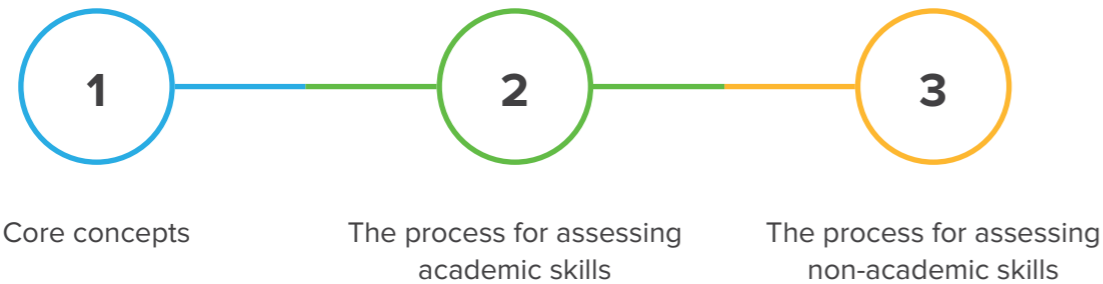 1
2
3
Core concepts
The process for assessing
academic skills
The process for assessing
non-academic skills